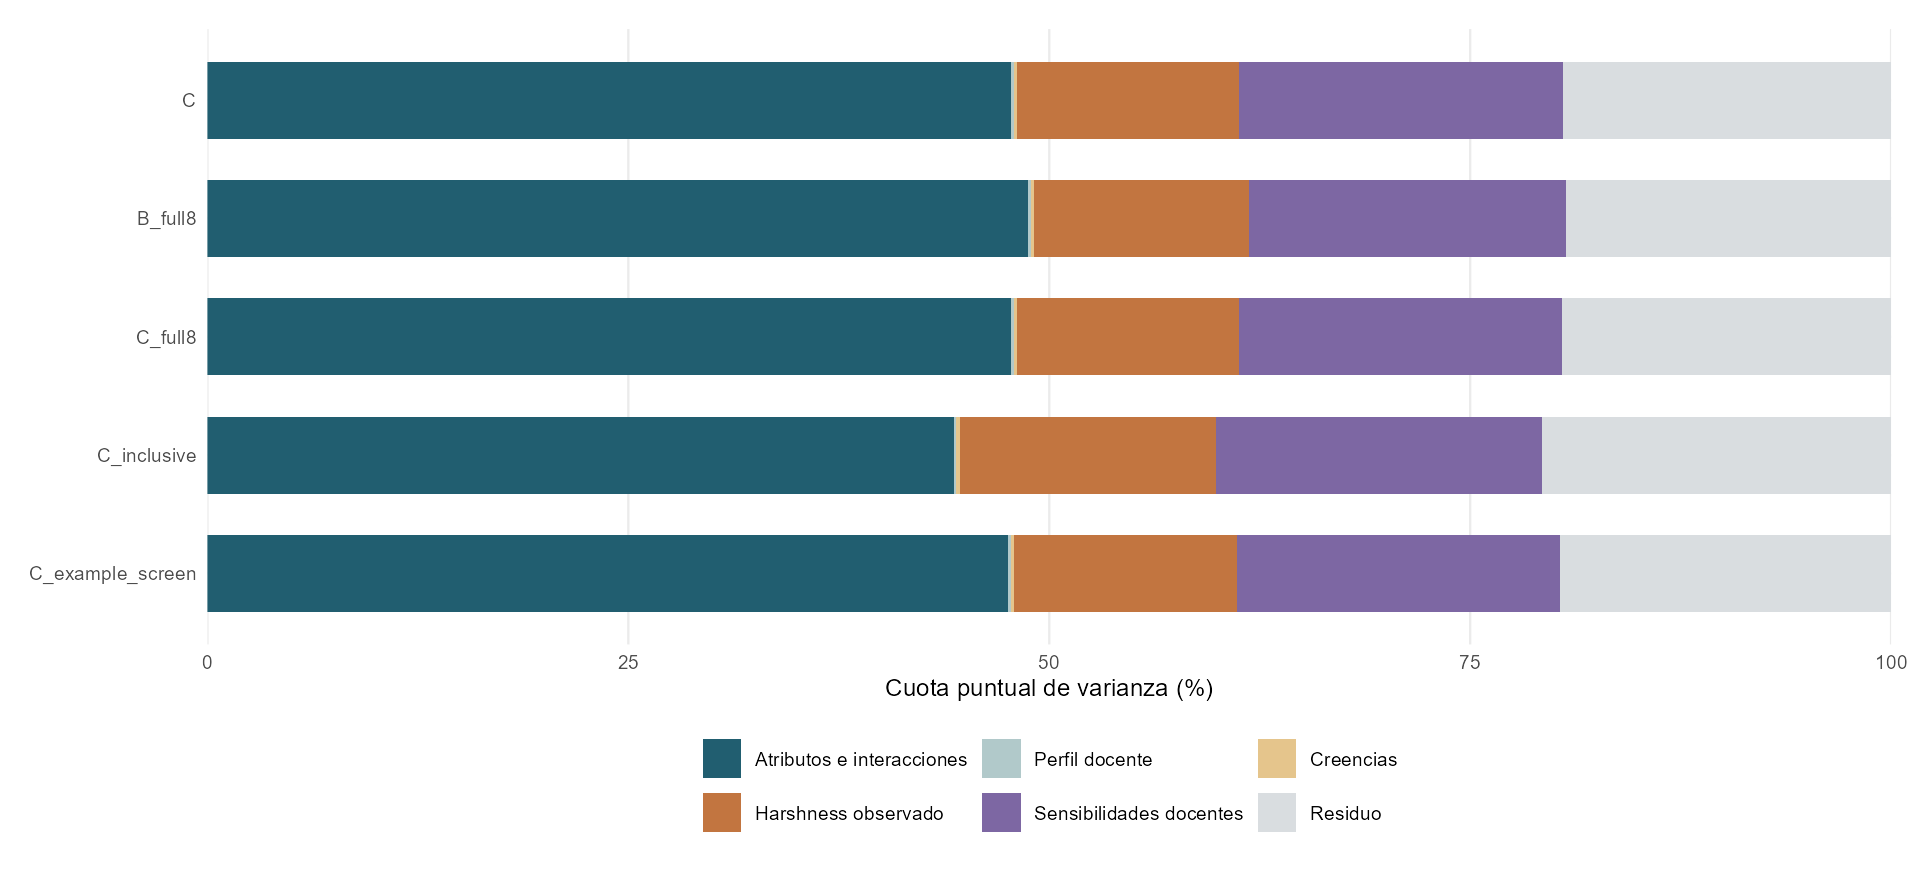 C
B_full8
C_full8
C_inclusive
C_example_screen
0 25 50 75 100
Cuota puntual de varianza (%)
Atributos e interacciones Perfil docente Creencias
Harshness observado Sensibilidades docentes Residuo